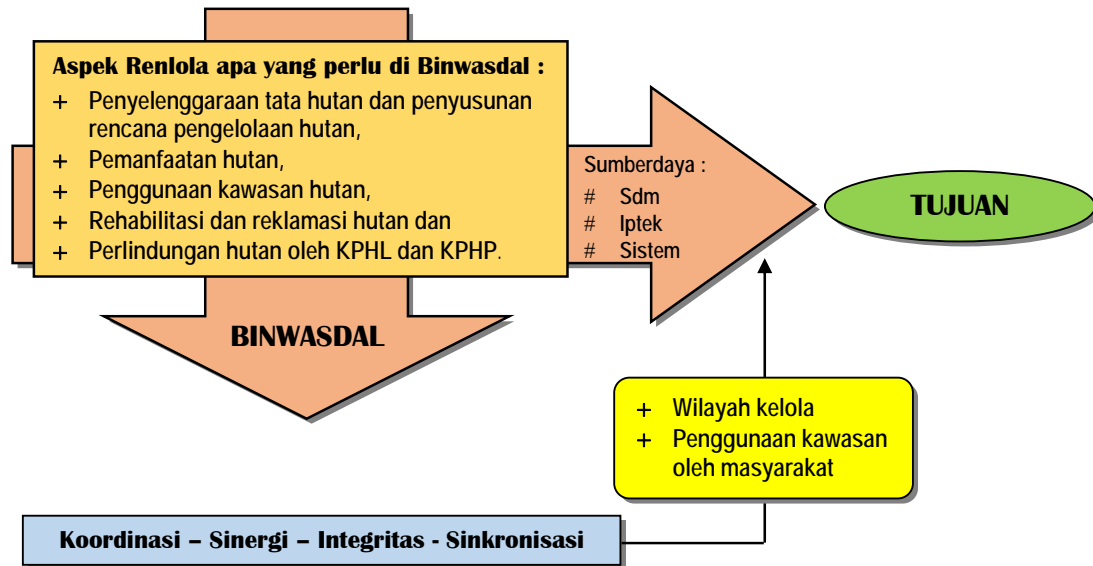 Aspek Renlola apa yang perlu di Binwasdal :
+ Penyelenggaraan tata hutan dan penyusunan
rencana pengelolaan hutan,
+ Pemanfaatan hutan,
+ Penggunaan kawasan hutan,
+ Rehabilitasi dan reklamasi hutan dan
+ Perlindungan hutan oleh KPHL dan KPHP.
Sumberdaya :
# Sdm
# Iptek
# Sistem
TUJUAN
BINWASDAL
+ Wilayah kelola
+ Penggunaan kawasan
oleh masyarakat
Koordinasi – Sinergi – Integritas - Sinkronisasi